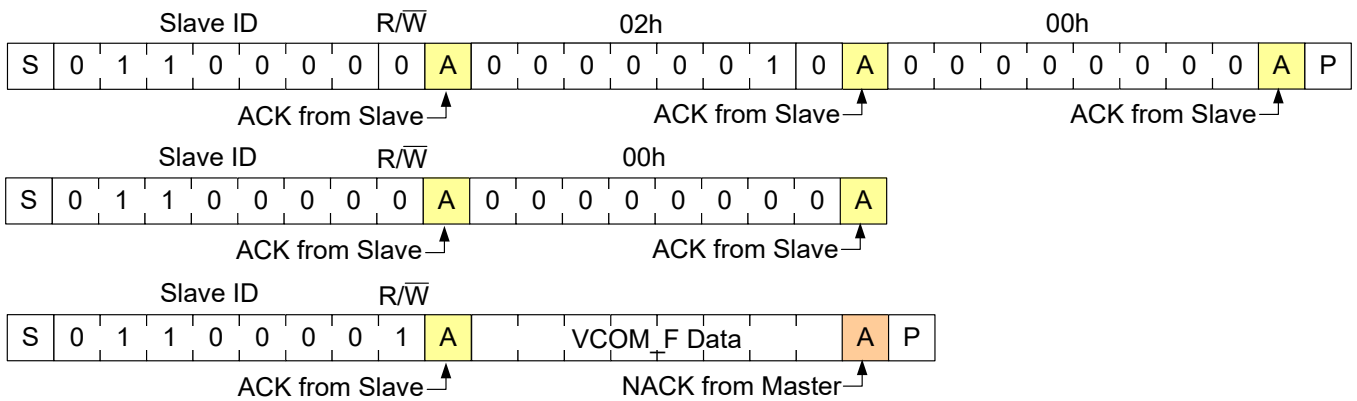 Slave ID R/W̅ 02h 00h
S 0 1 1 0 0 0 0 0 A 0 0 0 0 0 0 1 0 A 0 0 0 0 0 0 0 0 A P
ACK from Slave ACK from Slave ACK from Slave
Slave ID R/W̅ 00h
S 0 1 1 0 0 0 0 0 A 0 0 0 0 0 0 0 0 A
ACK from Slave ACK from Slave
Slave ID R/W̅
S 0 1 1 0 0 0 0 1 A VCOM_F Data A P
ACK from Slave NACK from Master